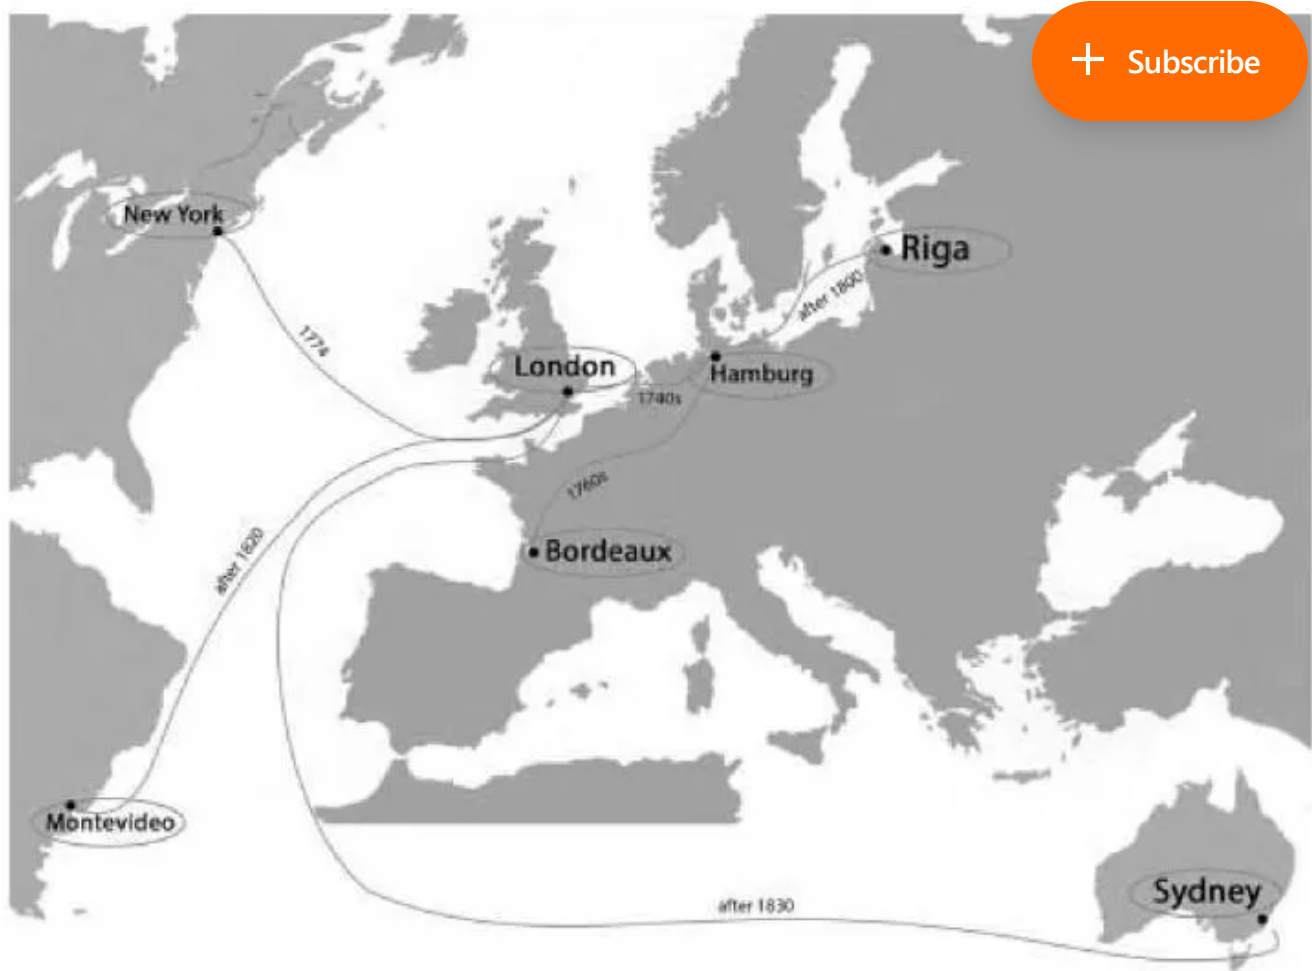 Subscribe
New York
Riga
after 1800
1774
London
Hamburg
1740s
1760s
Bordeaux
after 1820
Montevideo
Sydney
after 1830